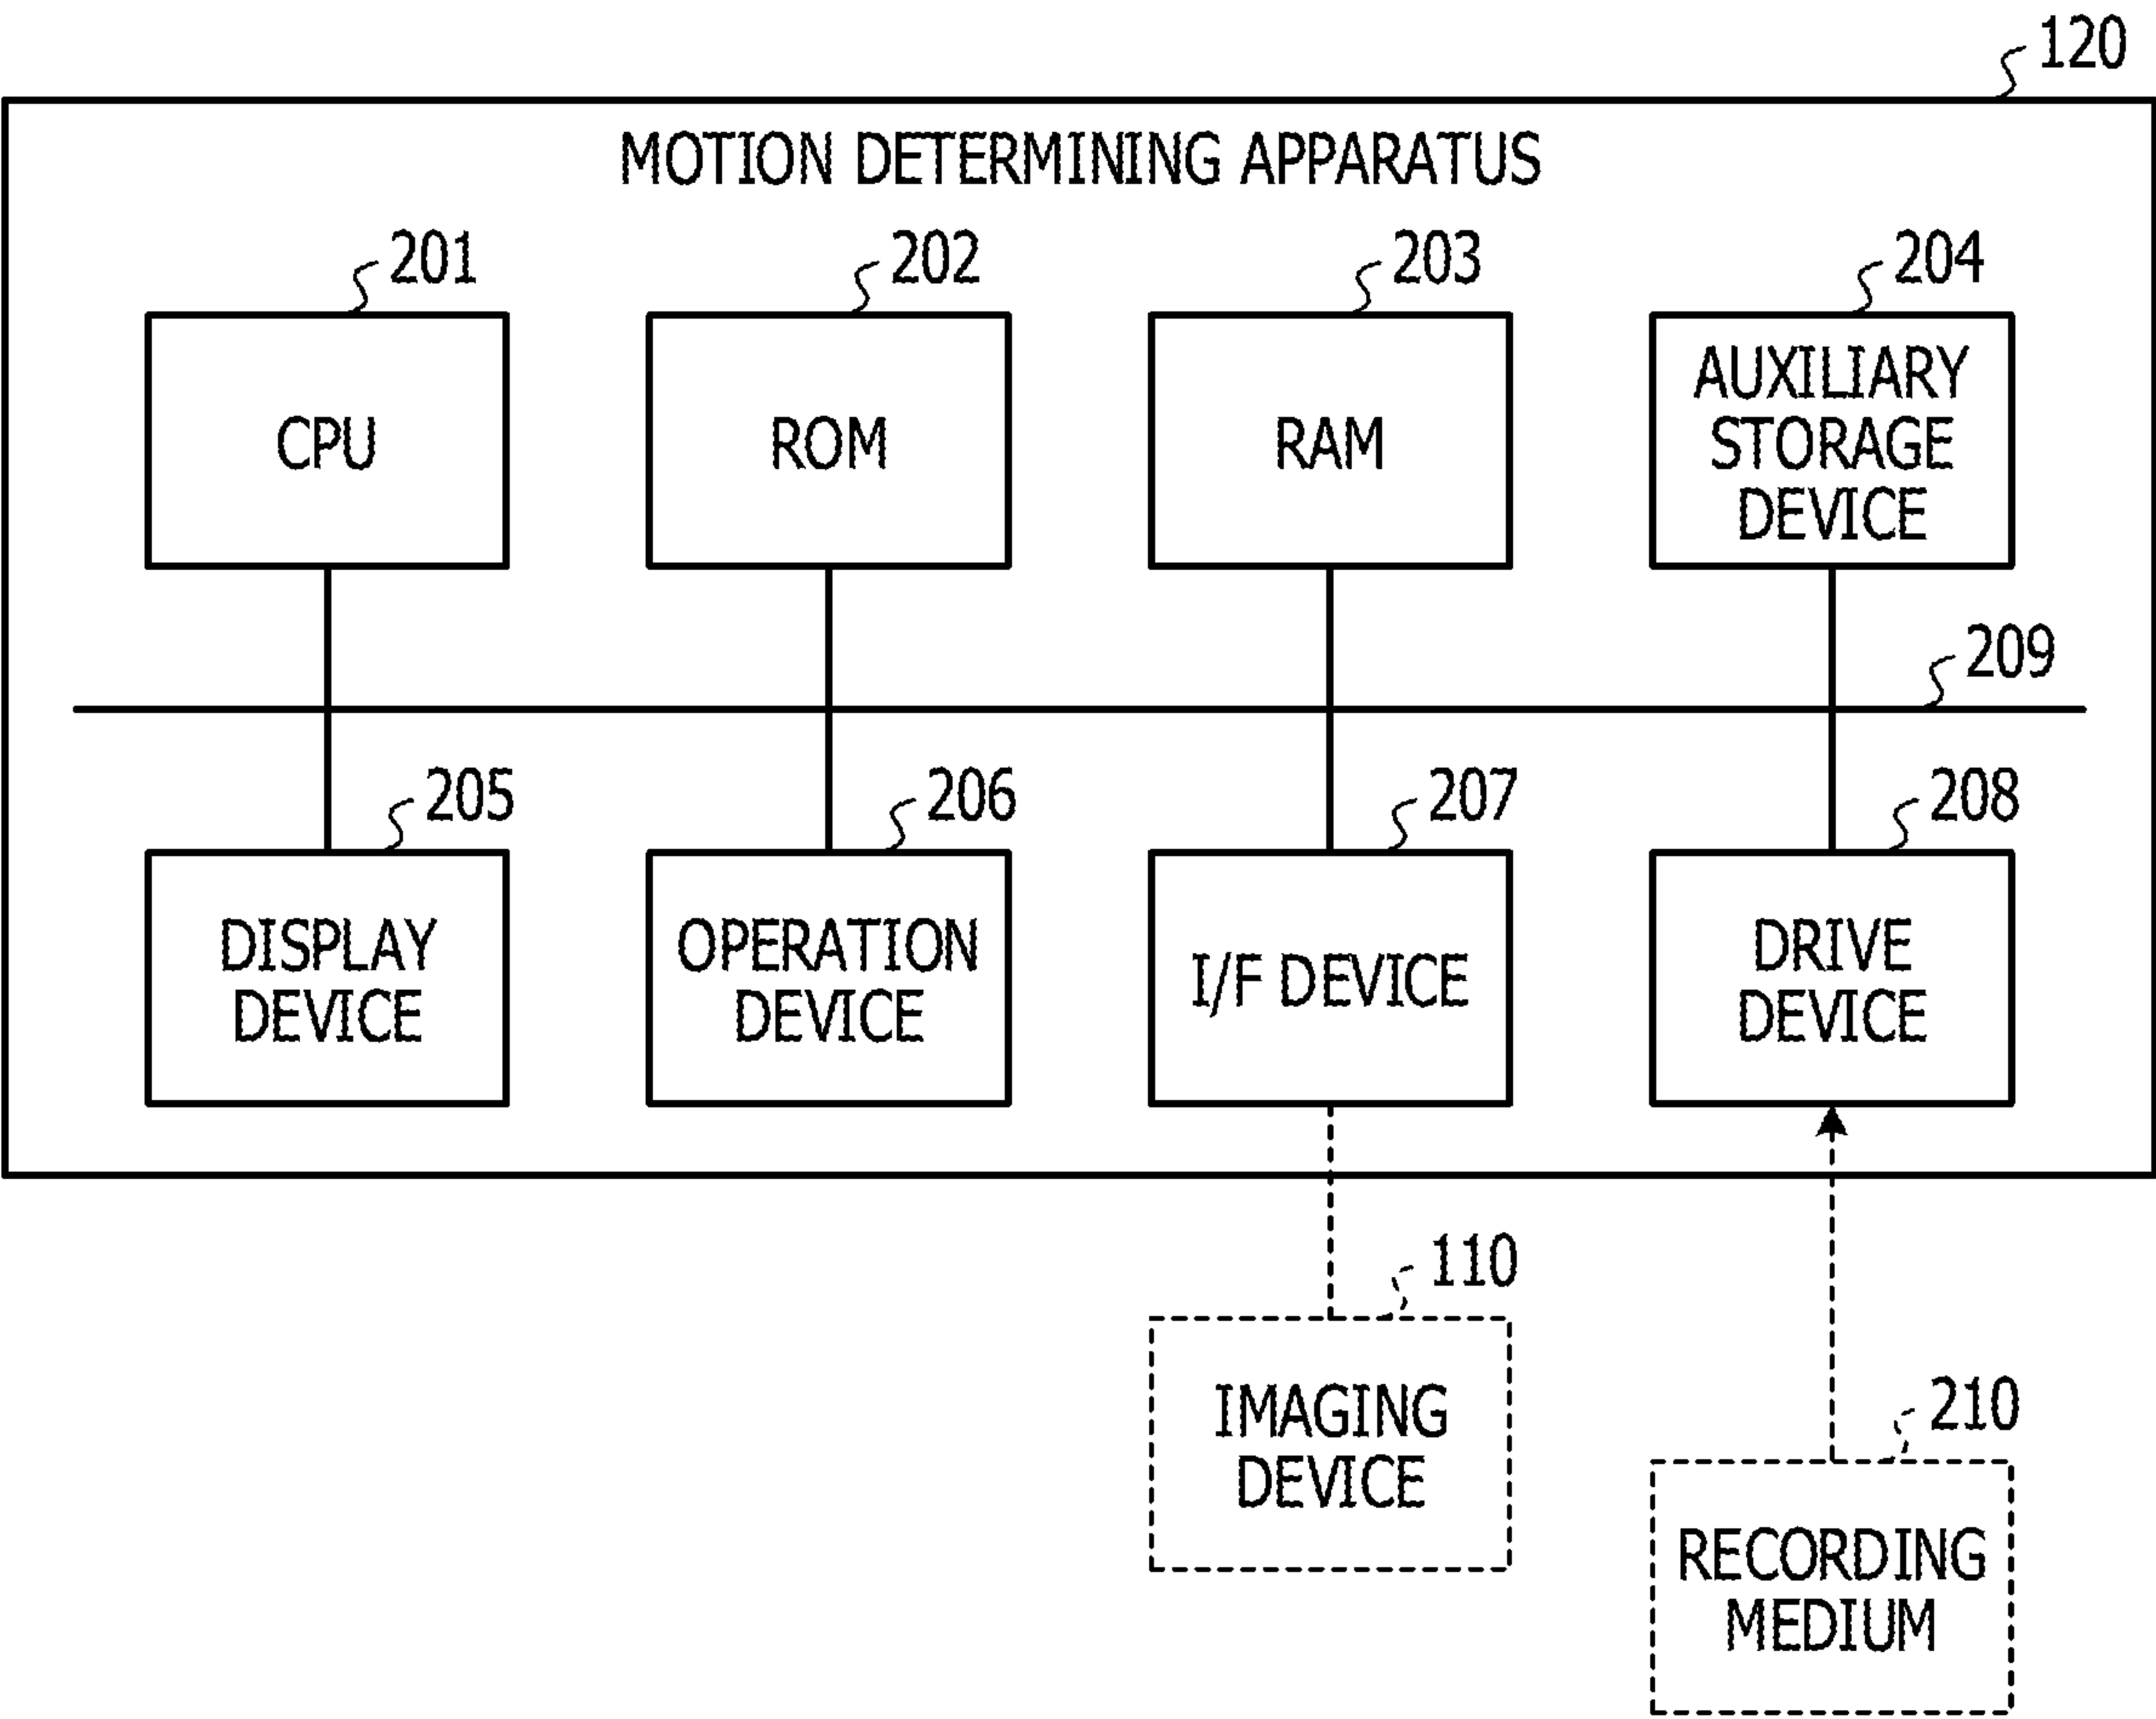 120
MOTION DETERMINING APPARATUS
201
202
203
204
CPU
ROM
RAM
AUXILIARY
STORAGE
DEVICE
209
205
206
207
208
DISPLAY
DEVICE
OPERATION
DEVICE
I/F DEVICE
DRIVE
DEVICE
110
IMAGING
DEVICE
210
RECORDING
MEDIUM